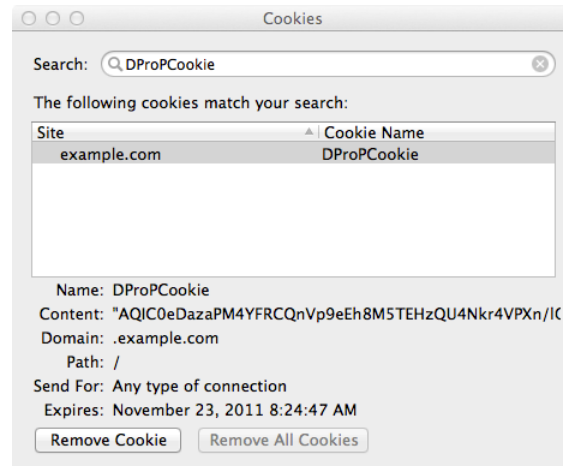 Cookies
Search: DProPCookie
The following cookies match your search:
Site Cookie Name
example.com DProPCookie
Name: DProPCookie
Content: "AQIC0eDazaPM4YFRCQnVp9eEh8M5TEHzQU4Nkr4VPXn/l
Domain: .example.com
Path: /
Send For: Any type of connection
Expires: November 23, 2011 8:24:47 AM
Remove Cookie Remove All Cookies